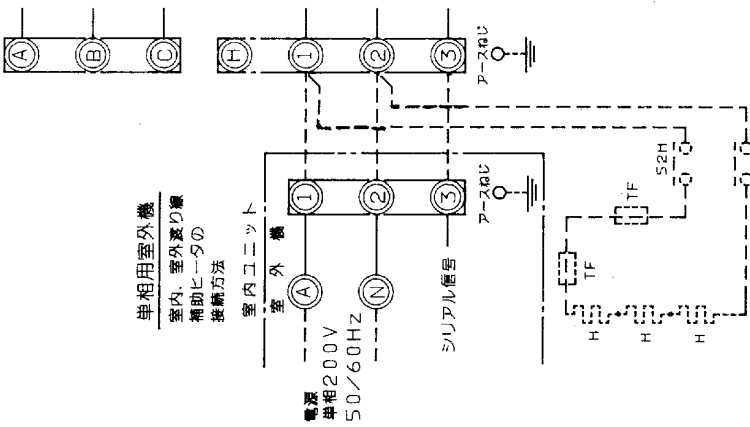 A
B
C
H
1
2
3
アースねじ
単相用室外機
室内、室外渡り線
補助ヒータの
接続方法
室内ユニット
室外機
1
2
3
アースねじ
A
N
シリアル信号
電源
単相200V
50/60Hz
52H
TF
TF
H
H
H